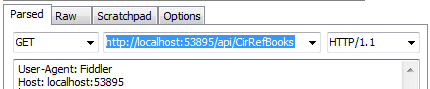 Parsed Raw Scratchpad Options
GET http://localhost:53895/api/CirRefBooks HTTP/1.1
User-Agent: Fiddler
Host: localhost:53895